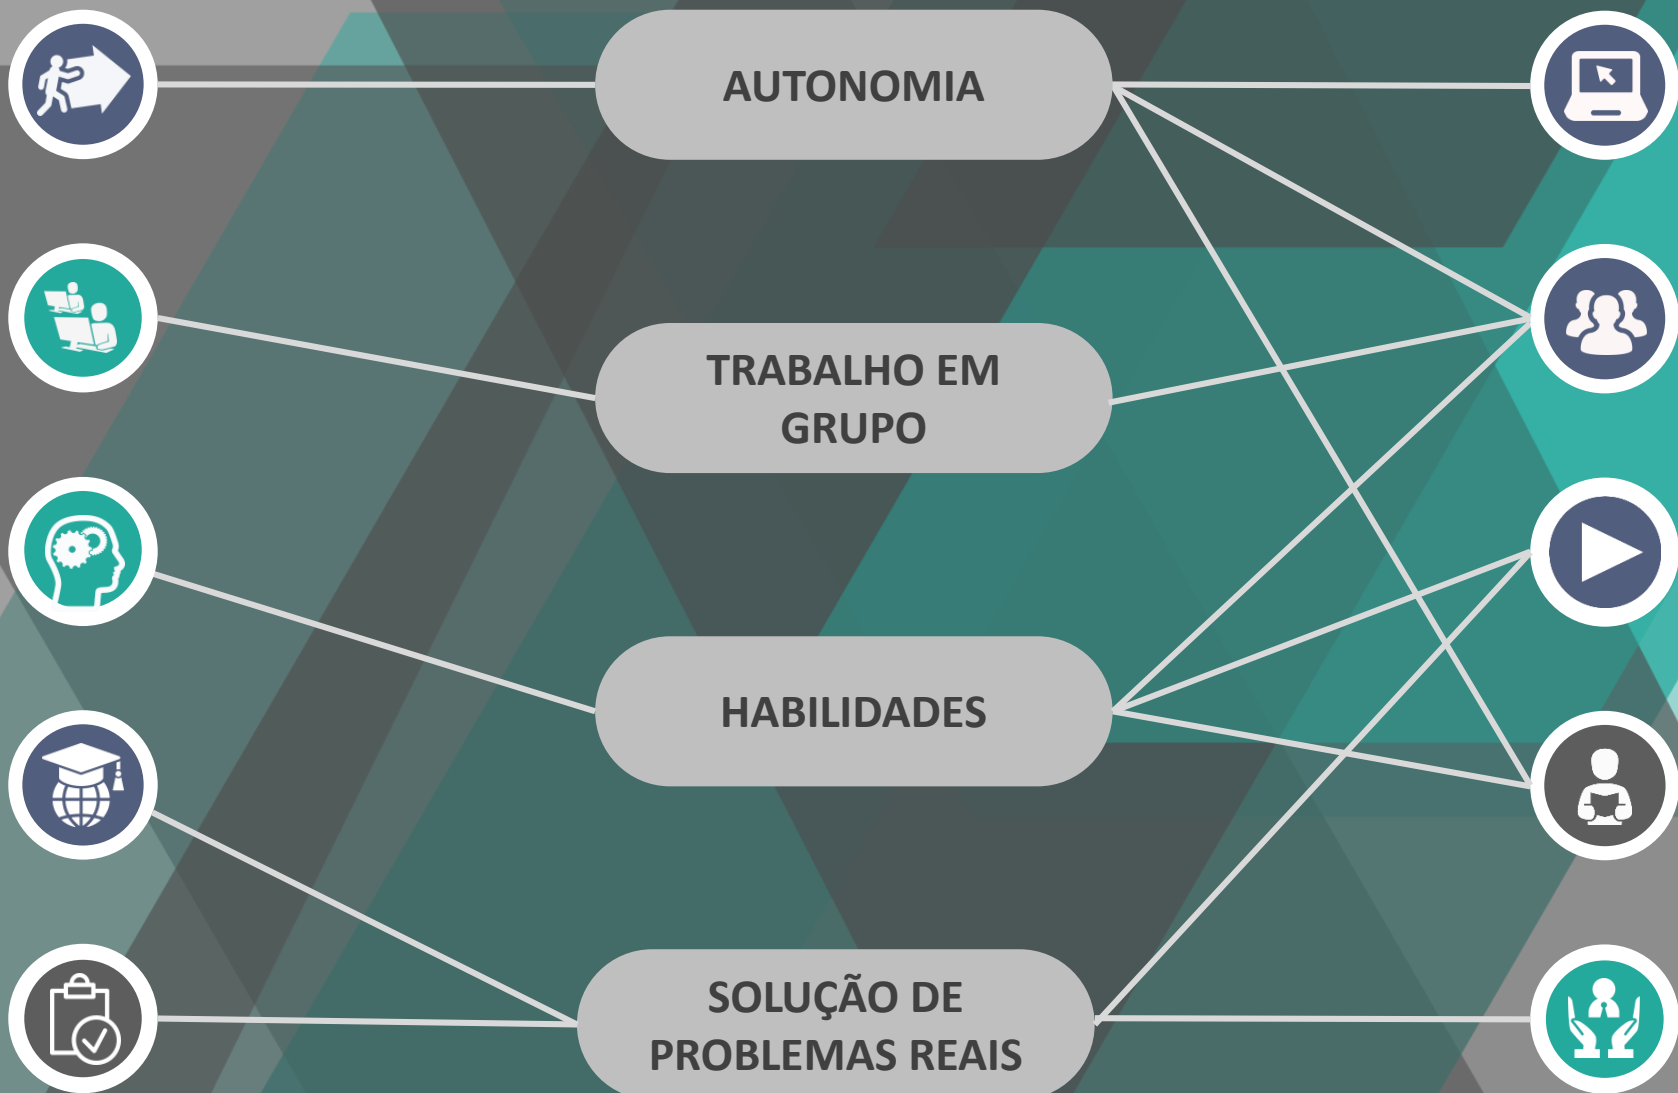 AUTONOMIA
TRABALHO EM
GRUPO
HABILIDADES
SOLUÇÃO DE
PROBLEMAS REAIS